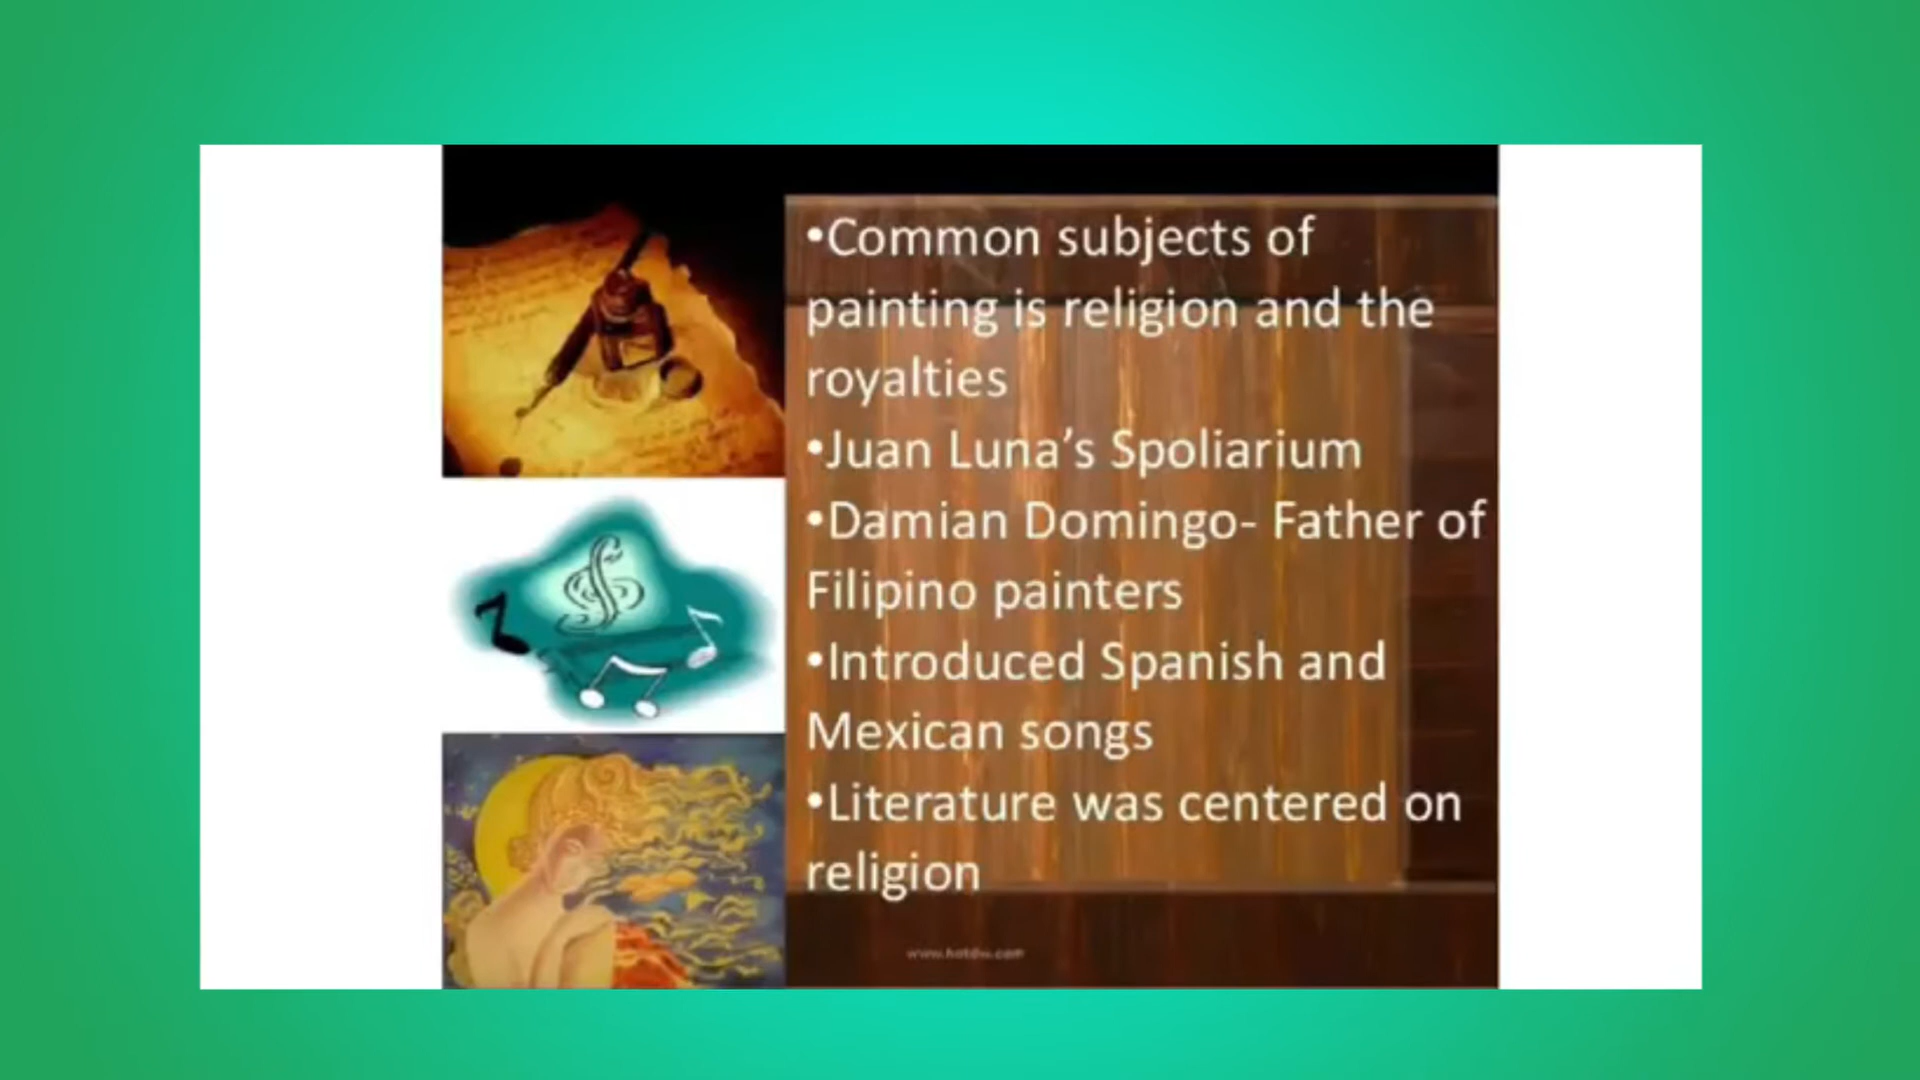 •Common subjects of
painting is religion and the
royalties
•Juan Luna’s Spoliarium
•Damian Domingo- Father of
Filipino painters
•Introduced Spanish and
Mexican songs
•Literature was centered on
religion